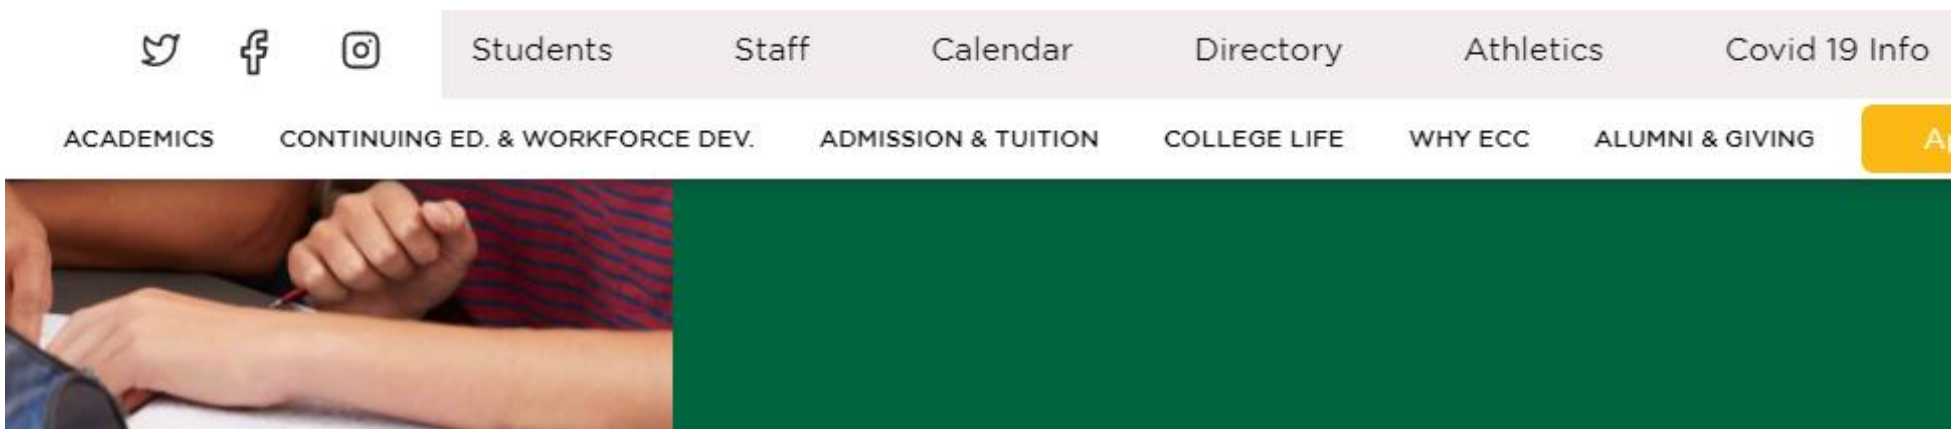 Students Staff Calendar Directory Athletics Covid 19 Info
ACADEMICS CONTINUING ED. & WORKFORCE DEV. ADMISSION & TUITION COLLEGE LIFE WHY ECC ALUMNI & GIVING